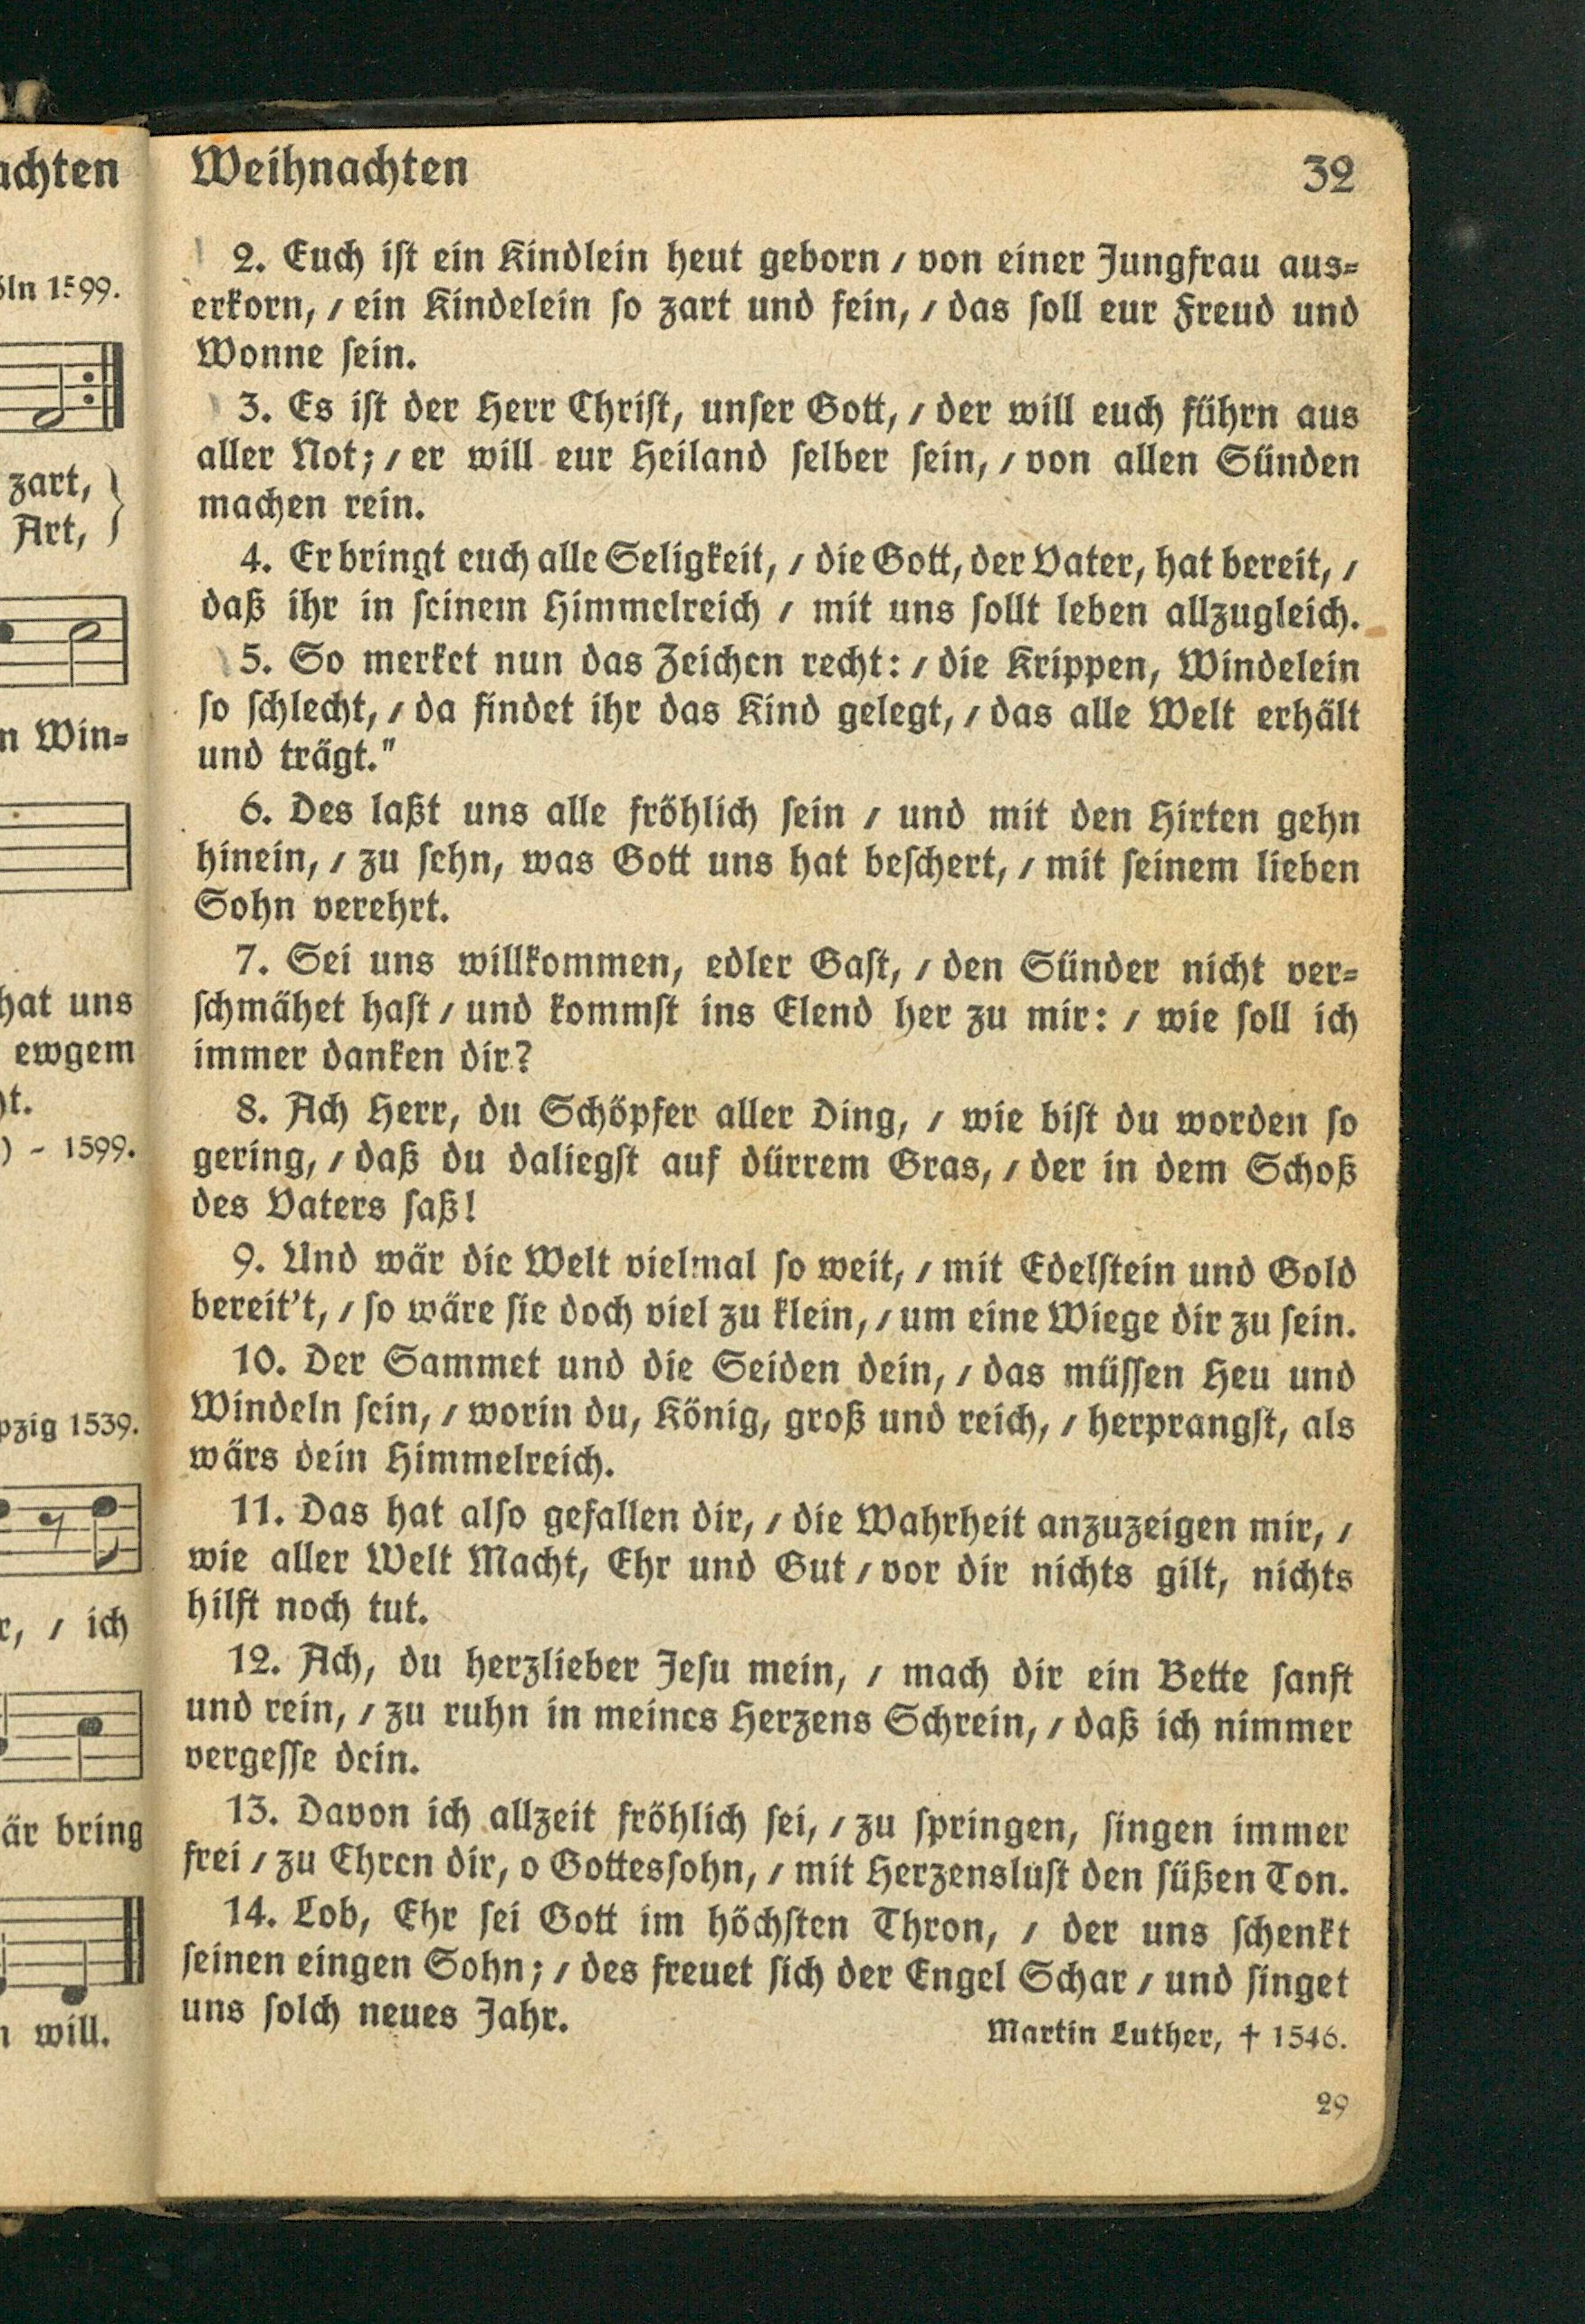 achten
öln 1599.
zart,
Art,
n Win-
hat uns
ewgem
t.
) - 1599.
pzig 1539.
r, / ich
är bring
n will.
Weihnachten 32
2. Euch ist ein Kindlein heut geborn / von einer Jungfrau aus-
erkorn, / ein Kindelein so zart und fein, / das soll eur Freud und
Wonne sein.
3. Es ist der Herr Christ, unser Gott, / der will euch führn aus
aller Not; / er will eur Heiland selber sein, / von allen Sünden
machen rein.
4. Er bringt euch alle Seligkeit, / die Gott, der Vater, hat bereit, /
daß ihr in seinem Himmelreich / mit uns sollt leben allzugleich.
5. So merket nun das Zeichen recht: / die Krippen, Windelein
so schlecht, / da findet ihr das Kind gelegt, / das alle Welt erhält
und trägt."
6. Des laßt uns alle fröhlich sein / und mit den Hirten gehn
hinein, / zu sehn, was Gott uns hat beschert, / mit seinem lieben
Sohn verehrt.
7. Sei uns willkommen, edler Gast, / den Sünder nicht ver-
schmähet hast / und kommst ins Elend her zu mir: / wie soll ich
immer danken dir?
8. Ach Herr, du Schöpfer aller Ding, / wie bist du worden so
gering, / daß du daliegst auf dürrem Gras, / der in dem Schoß
des Vaters saß!
9. Und wär die Welt vielmal so weit, / mit Edelstein und Gold
bereit't, / so wäre sie doch viel zu klein, / um eine Wiege dir zu sein.
10. Der Sammet und die Seiden dein, / das müssen Heu und
Windeln sein, / worin du, König, groß und reich, / herprangst, als
wärs dein Himmelreich.
11. Das hat also gefallen dir, / die Wahrheit anzuzeigen mir, /
wie aller Welt Macht, Ehr und Gut / vor dir nichts gilt, nichts
hilft noch tut.
12. Ach, du herzlieber Jesu mein, / mach dir ein Bette sanft
und rein, / zu ruhn in meines Herzens Schrein, / daß ich nimmer
vergesse dein.
13. Davon ich allzeit fröhlich sei, / zu springen, singen immer
frei / zu Ehren dir, o Gottessohn, / mit Herzenslust den süßen Ton.
14. Lob, Ehr sei Gott im höchsten Thron, / der uns schenkt
seinen eingen Sohn; / des freuet sich der Engel Schar / und singet
uns solch neues Jahr.
Martin Luther, † 1546.
29